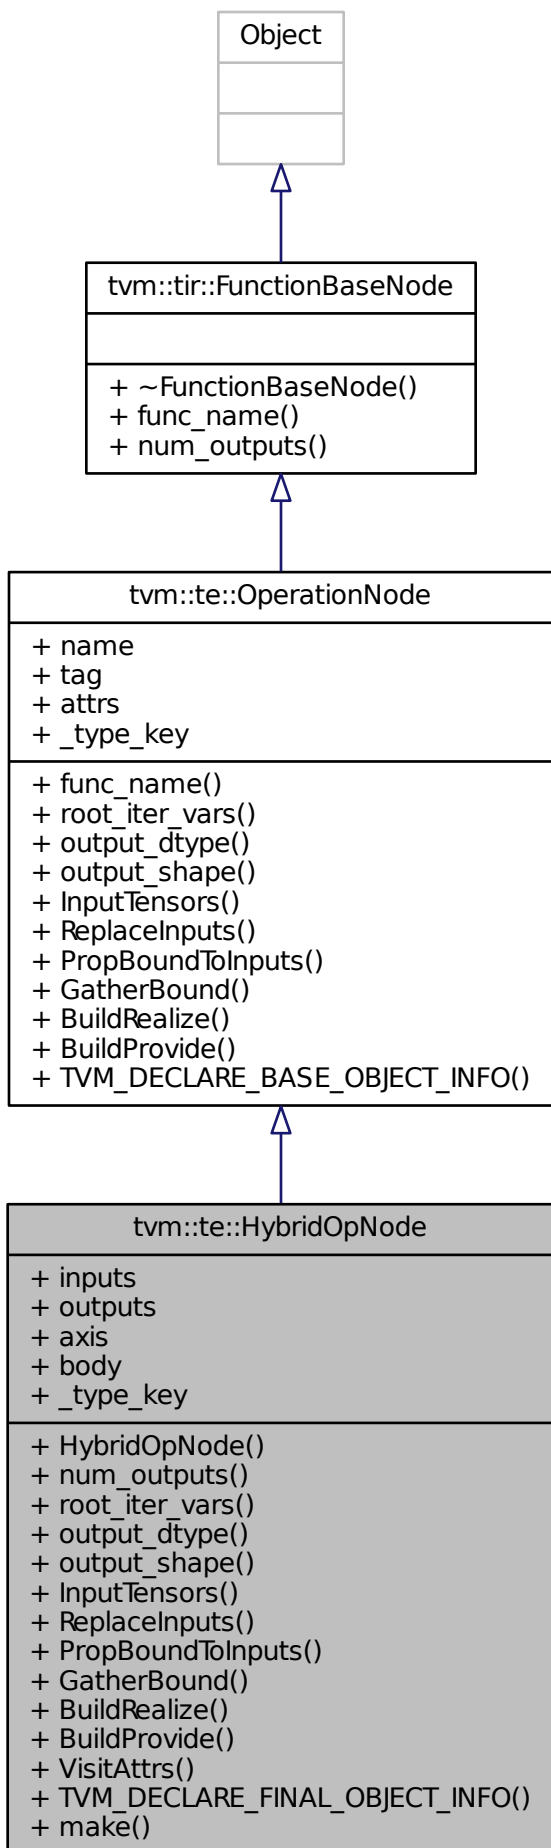 Object
tvm::tir::FunctionBaseNode
+ ~FunctionBaseNode()
+ func_name()
+ num_outputs()
tvm::te::OperationNode
+ name
+ tag
+ attrs
+ _type_key
+ func_name()
+ root_iter_vars()
+ output_dtype()
+ output_shape()
+ InputTensors()
+ ReplaceInputs()
+ PropBoundToInputs()
+ GatherBound()
+ BuildRealize()
+ BuildProvide()
+ TVM_DECLARE_BASE_OBJECT_INFO()
tvm::te::HybridOpNode
+ inputs
+ outputs
+ axis
+ body
+ _type_key
+ HybridOpNode()
+ num_outputs()
+ root_iter_vars()
+ output_dtype()
+ output_shape()
+ InputTensors()
+ ReplaceInputs()
+ PropBoundToInputs()
+ GatherBound()
+ BuildRealize()
+ BuildProvide()
+ VisitAttrs()
+ TVM_DECLARE_FINAL_OBJECT_INFO()
+ make()